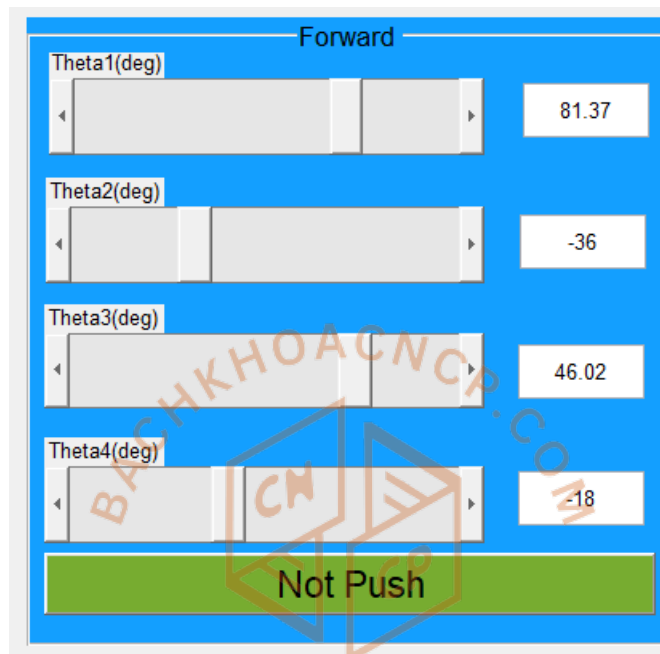 Forward
Theta1(deg)
81.37
Theta2(deg)
-36
Theta3(deg)
46.02
Theta4(deg)
-18
Not Push
BACHKHOACNCP.COM
CN
CP